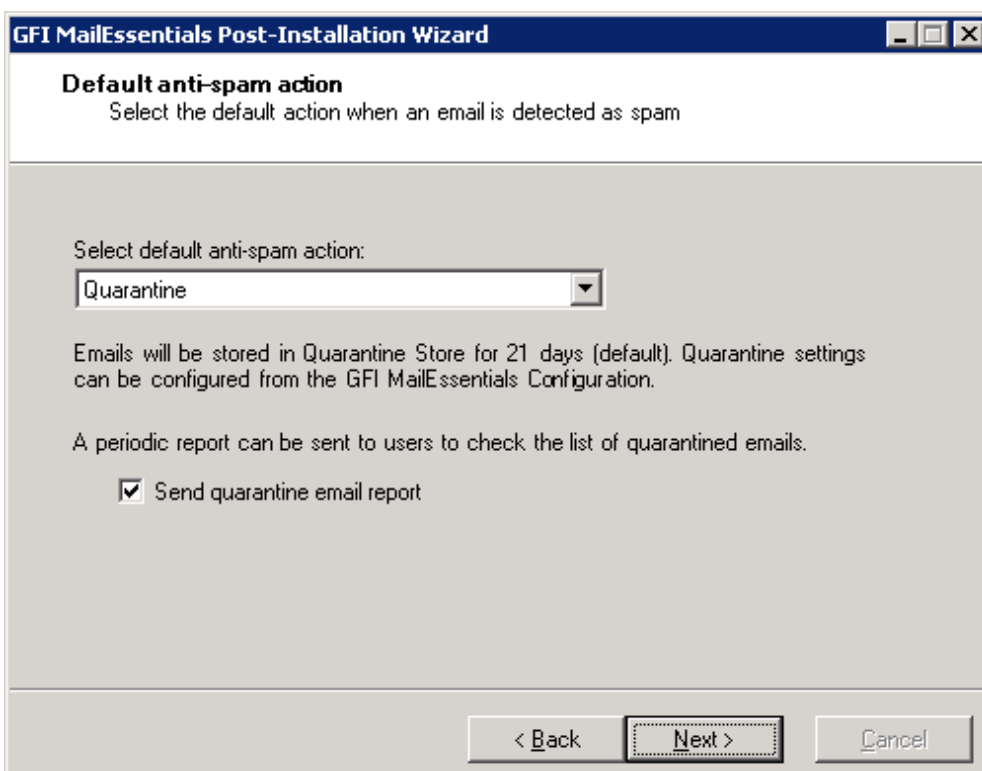 GFI MailEssentials Post-Installation Wizard
Default anti-spam action
Select the default action when an email is detected as spam
Select default anti-spam action:
Quarantine
Emails will be stored in Quarantine Store for 21 days (default). Quarantine settings
can be configured from the GFI MailEssentials Configuration.
A periodic report can be sent to users to check the list of quarantined emails.
Send quarantine email report
< Back Next > Cancel